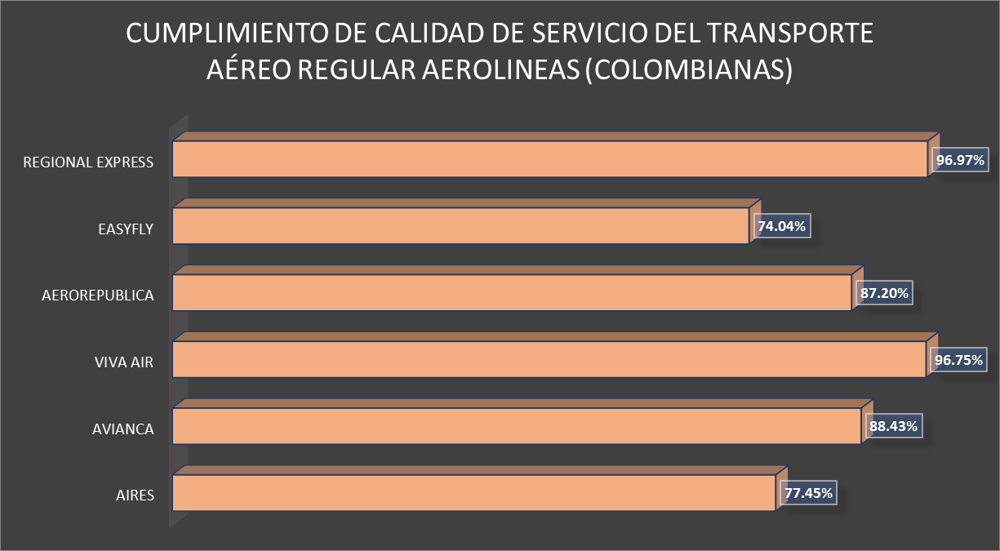 CUMPLIMIENTO DE CALIDAD DE SERVICIO DEL TRANSPORTE
AÉREO REGULAR AEROLINEAS (COLOMBIANAS)
REGIONAL EXPRESS 96.97%
EASYFLY 74.04%
AEROREPUBLICA 87.20%
VIVA AIR 96.75%
AVIANCA 88.43%
AIRES 77.45%